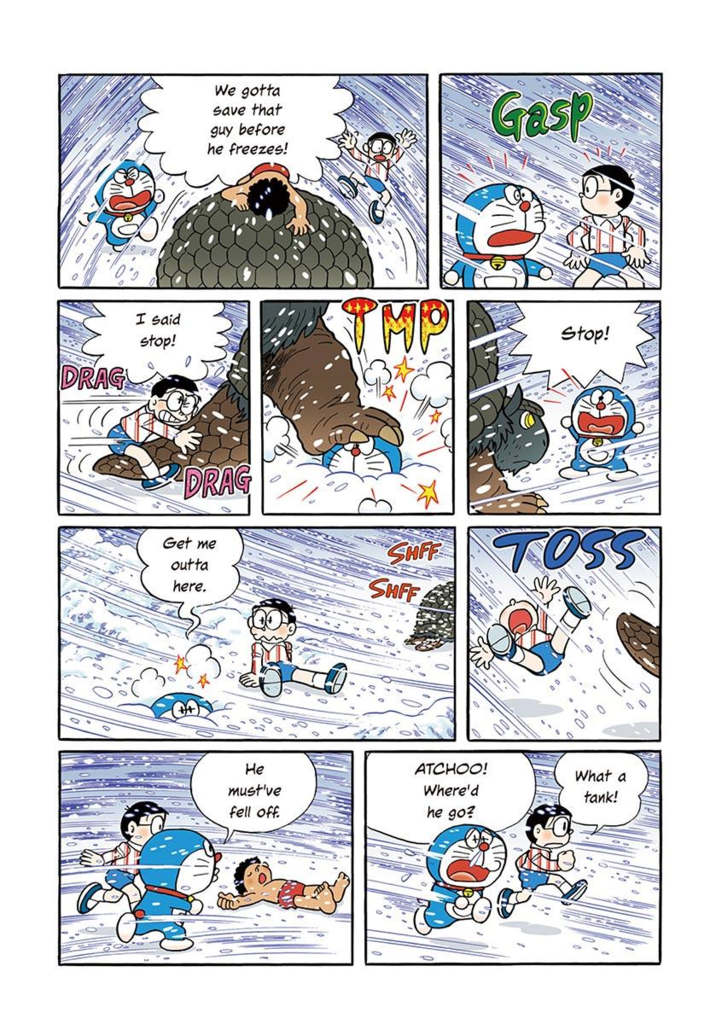 Gasp
We gotta
save that
guy before
he freezes!
Stop!
TMP
I said
stop!
DRAG
DRAG
TOSS
SHFF
SHFF
Get me
outta
here.
What a
tank!
ATCHOO!
Where'd
he go?
He
must've
fell off.